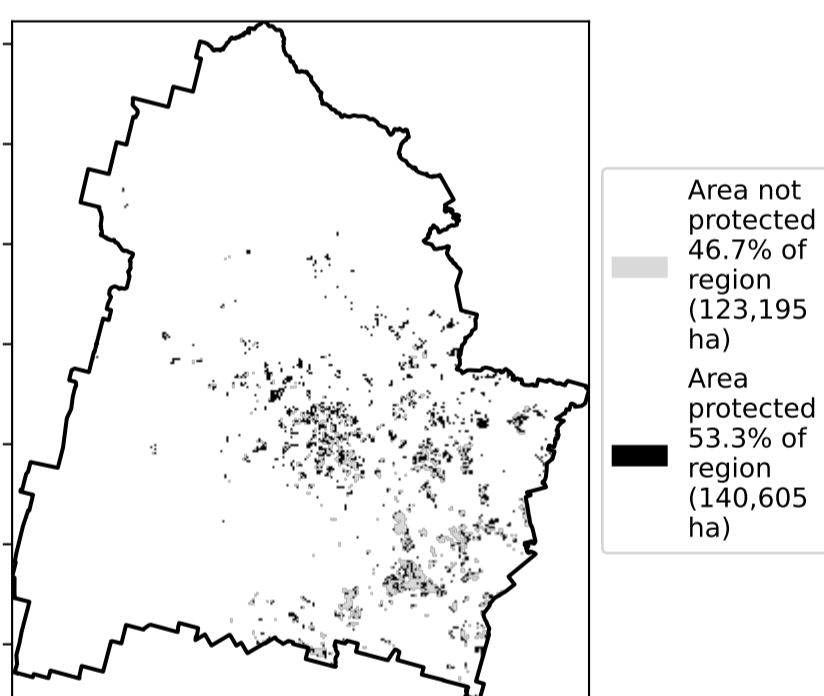 Area not
protected
46.7% of
region
(123,195
ha)
Area
protected
53.3% of
region
(140,605
ha)